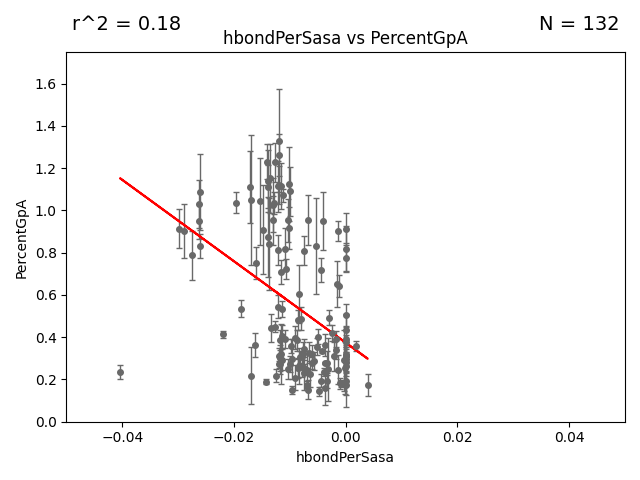 r^2 = 0.18
N = 132
hbondPerSasa vs PercentGpA
1.6
1.4
1.2
1.0
0.8
0.6
0.4
0.2
0.0
PercentGpA
−0.04 −0.02 0.00 0.02 0.04
hbondPerSasa